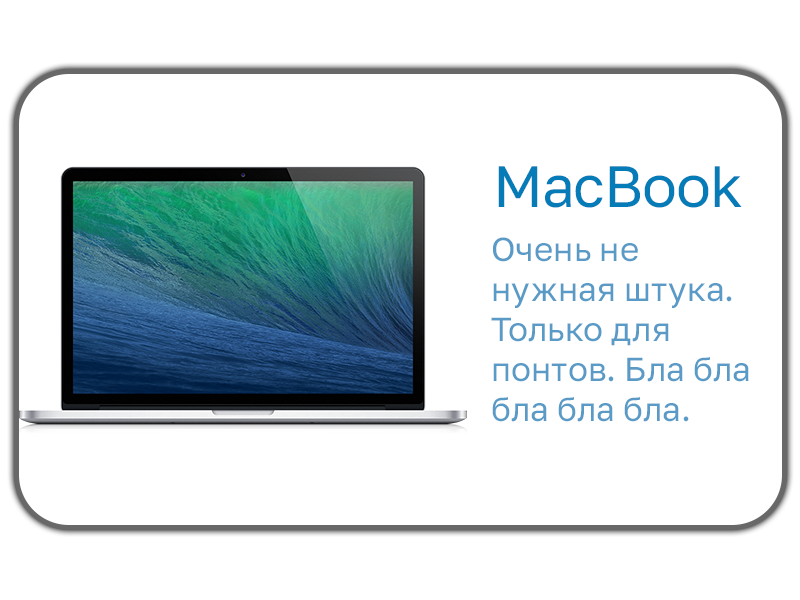 MacBook
Очень не
нужная штука.
Только для
понтов. Бла бла
бла бла бла.